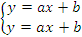 y = ax + b
y = ax + b